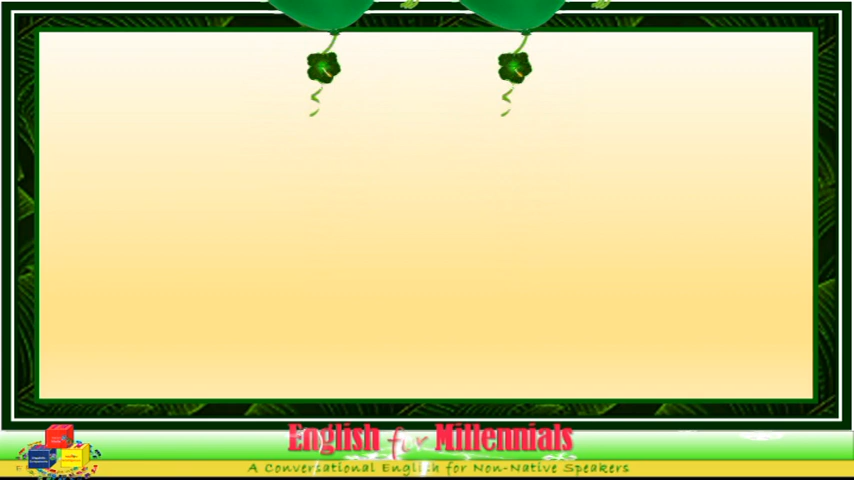 English for Millennials
A Conversational English for Non-Native Speakers